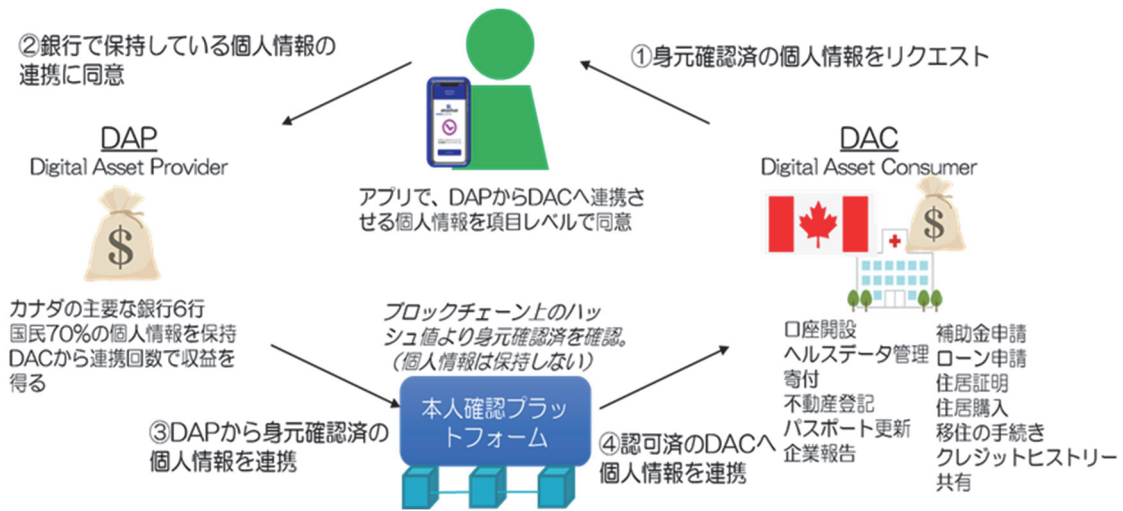 ②銀行で保持している個人情報の
連携に同意
①身元確認済の個人情報をリクエスト
DAP
Digital Asset Provider
DAC
Digital Asset Consumer
アプリで、DAPからDACへ連携さ
せる個人情報を項目レベルで同意
$
$
カナダの主要な銀行6行
国民70%の個人情報を保持
DACから連携回数で収益を
得る
ブロックチェーン上のハッ
シュ値より身元確認済を確認。
（個人情報は保持しない）
本人確認プラッ
トフォーム
③DAPから身元確認済の
個人情報を連携
④認可済のDACへ
個人情報を連携
口座開設
ヘルスデータ管理
寄付
不動産登記
パスポート更新
企業報告
補助金申請
ローン申請
住居証明
住居購入
移住の手続き
クレジットヒストリー
共有